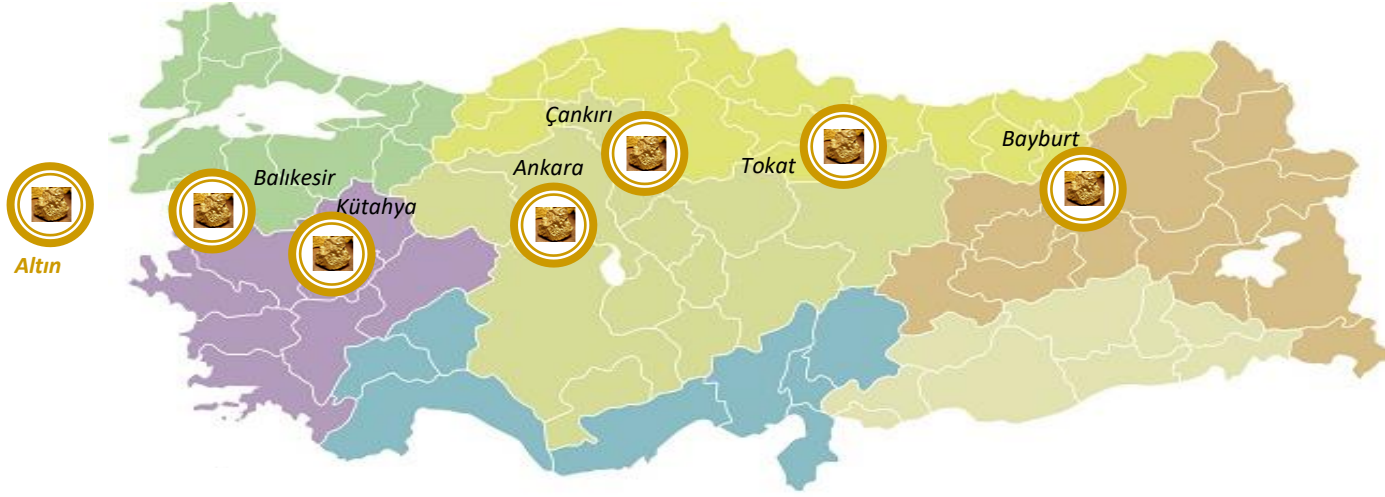 Çankırı
Bayburt
Ankara
Tokat
Balıkesir
Kütahya
Altın